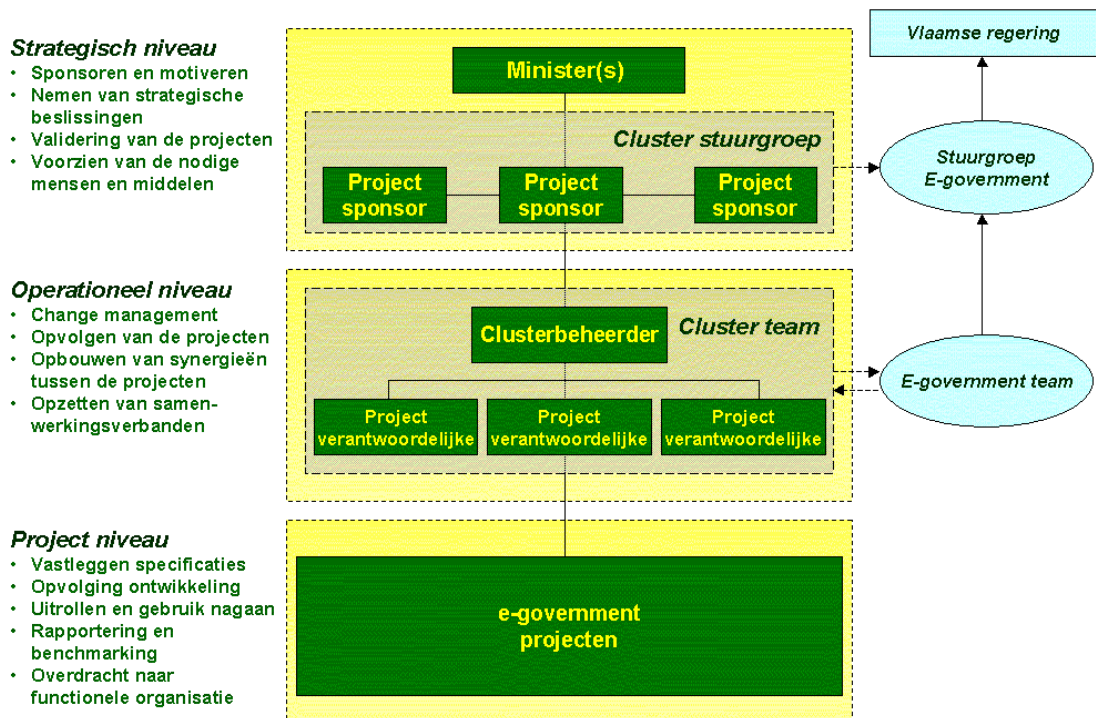 Strategisch niveau
• Sponsoren en motiveren
• Nemen van strategische
beslissingen
• Validering van de projecten
• Voorzien van de nodige
mensen en middelen
Minister(s)
Cluster stuurgroep
Project
sponsor
Project
sponsor
Project
sponsor
Vlaamse regering
Stuurgroep
E-government
Operationeel niveau
• Change management
• Opvolgen van de projecten
• Opbouwen van synergieën
tussen de projecten
• Opzetten van samen-
werkingsverbanden
Clusterbeheerder
Cluster team
Project
verantwoordelijke
Project
verantwoordelijke
Project
verantwoordelijke
E-government team
Project niveau
• Vastleggen specificaties
• Opvolging ontwikkeling
• Uitrollen en gebruik nagaan
• Rapportering en
benchmarking
• Overdracht naar
functionele organisatie
e-government
projecten